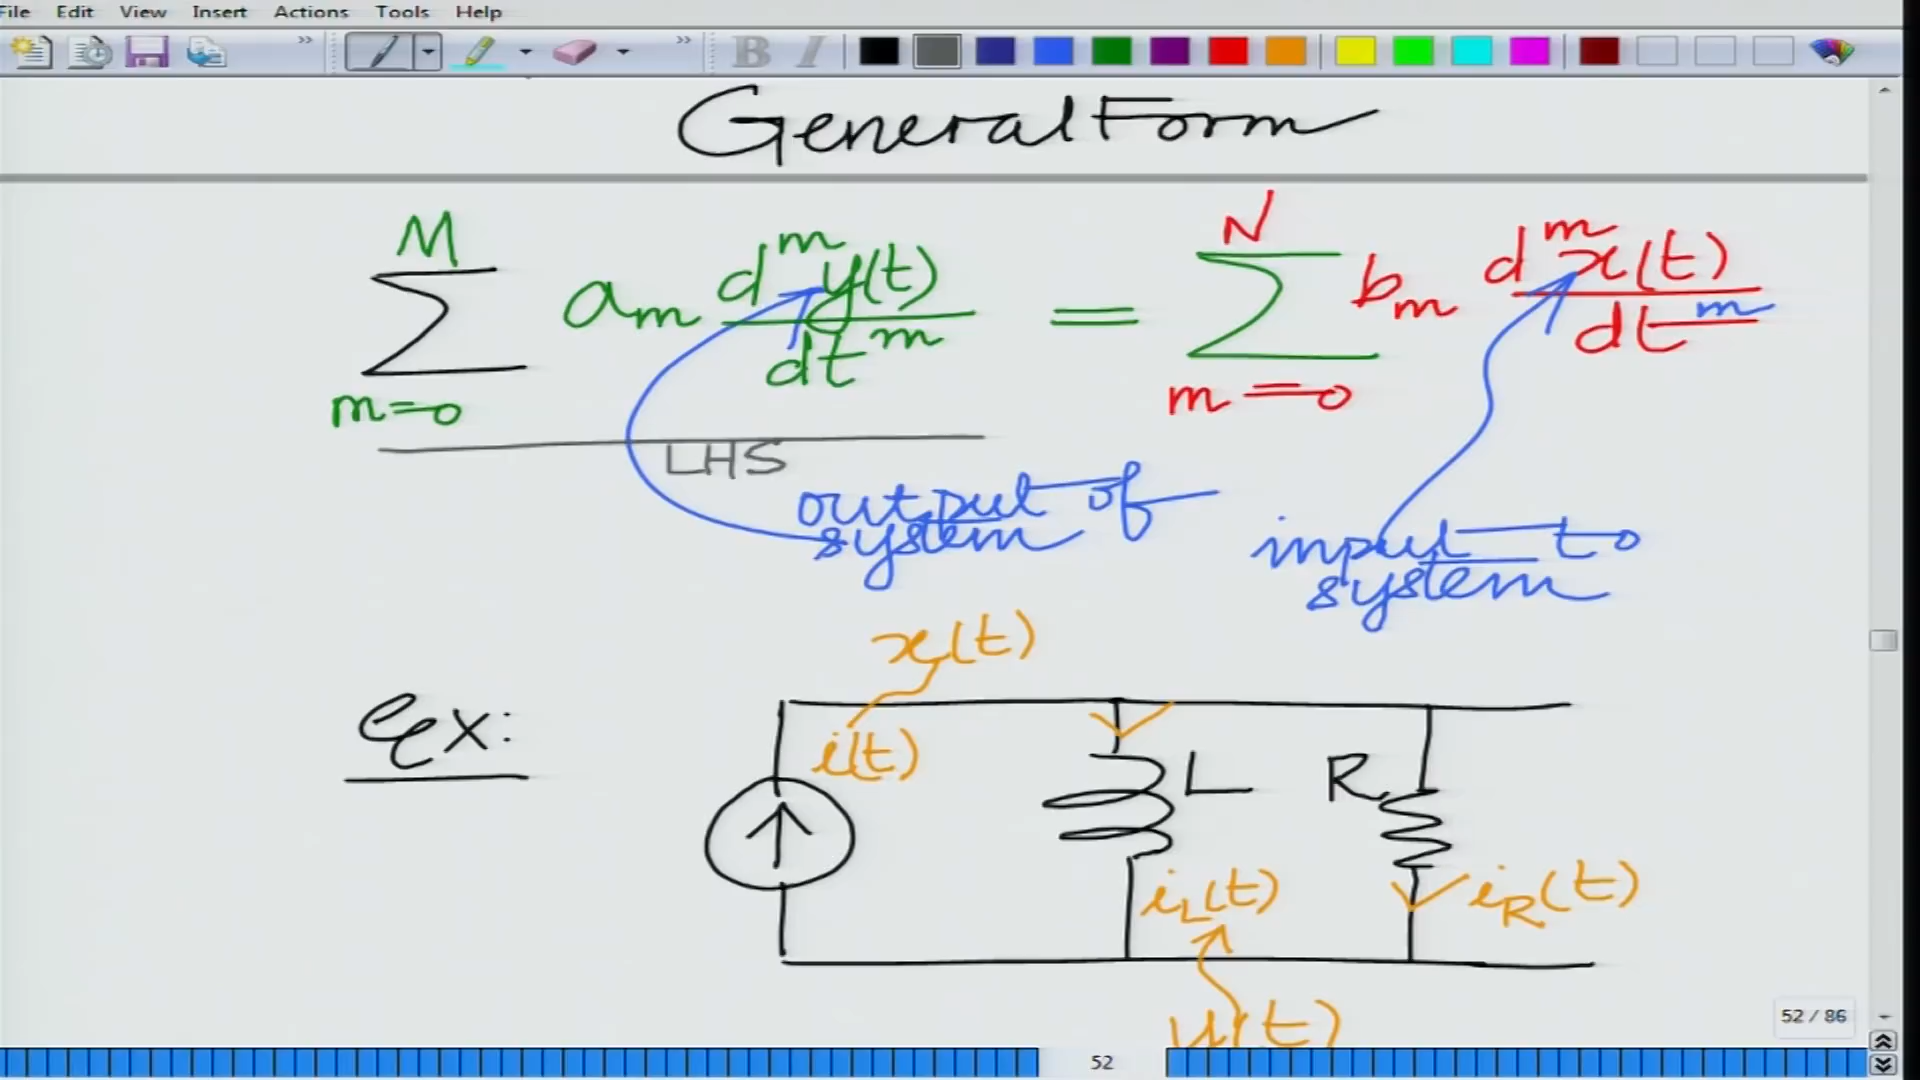 File Edit View Insert Actions Tools Help
B I
General Form
M
∑ a_m d^m y(t) / dt^m = N ∑ b_m d^m x(t) / dt^m
m=0 m=0
LHS
output of
system
input to
system
x(t)
ex:
i(t)
L R
i_L(t) i_R(t)
y(t)
52 / 86
52